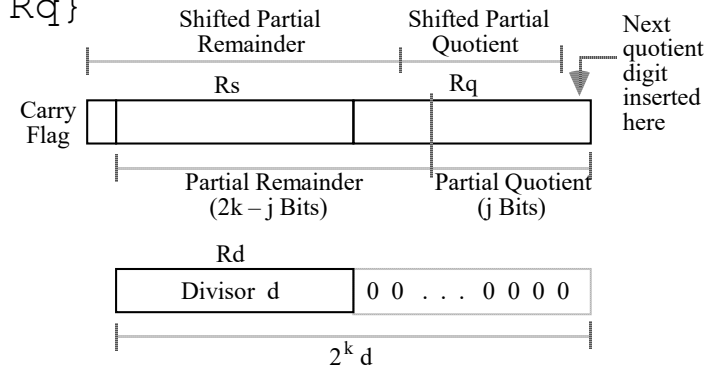 Rq}
Shifted Partial
Remainder
Shifted Partial
Quotient
Next
quotient
digit
inserted
here
Rs
Rq
Carry
Flag
Partial Remainder
(2k – j Bits)
Partial Quotient
(j Bits)
Rd
Divisor d
0 0 . . . 0 0 0 0
2^k d